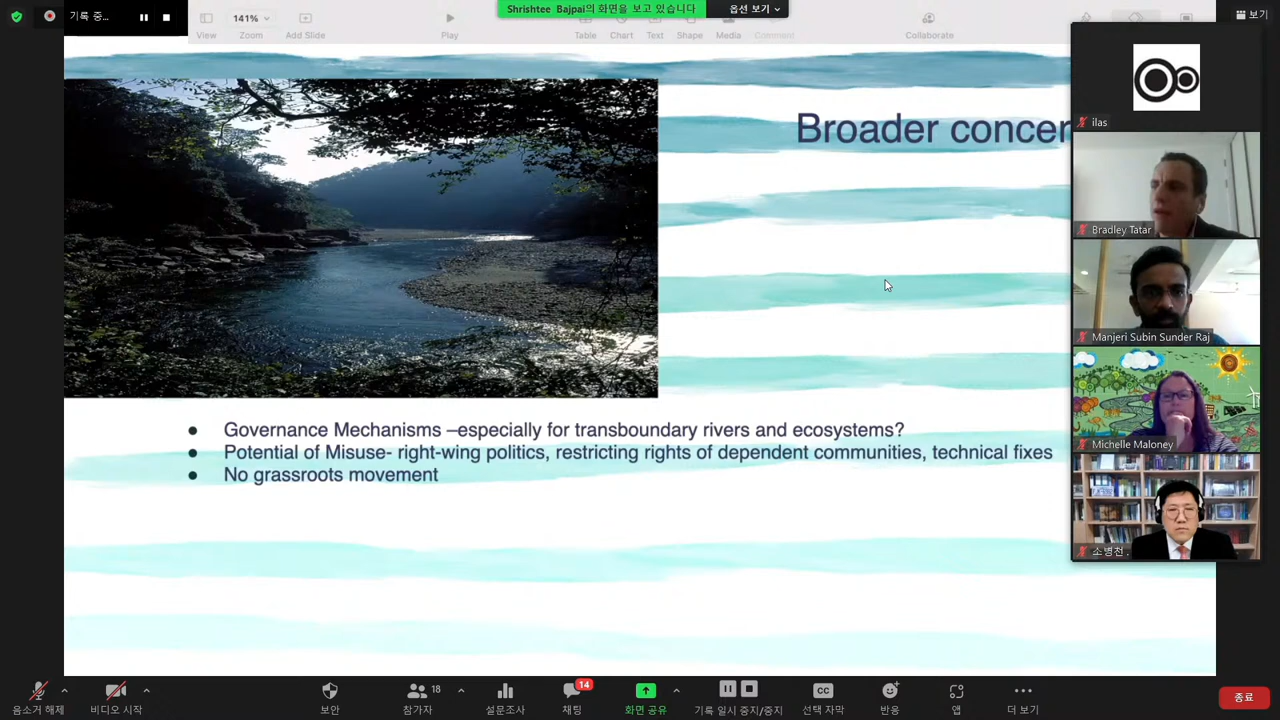 Shrishtee Bajpai의 화면을 보고 있습니다
옵션 보기
보기
기록 중...
141%
View
Zoom
Add Slide
Play
Table
Chart
Text
Shape
Media
Comment
Collaborate
ilas
Broader concer
Bradley Tatar
Manjeri Subin Sunder Raj
Michelle Maloney
소병천 .
● Governance Mechanisms –especially for transboundary rivers and ecosystems?
● Potential of Misuse- right-wing politics, restricting rights of dependent communities, technical fixes
● No grassroots movement
18
14
CC
음소거 해제
비디오 시작
보안
참가자
설문조사
채팅
화면 공유
기록 일시 중지/중지
선택 자막
반응
앱
더 보기
종료